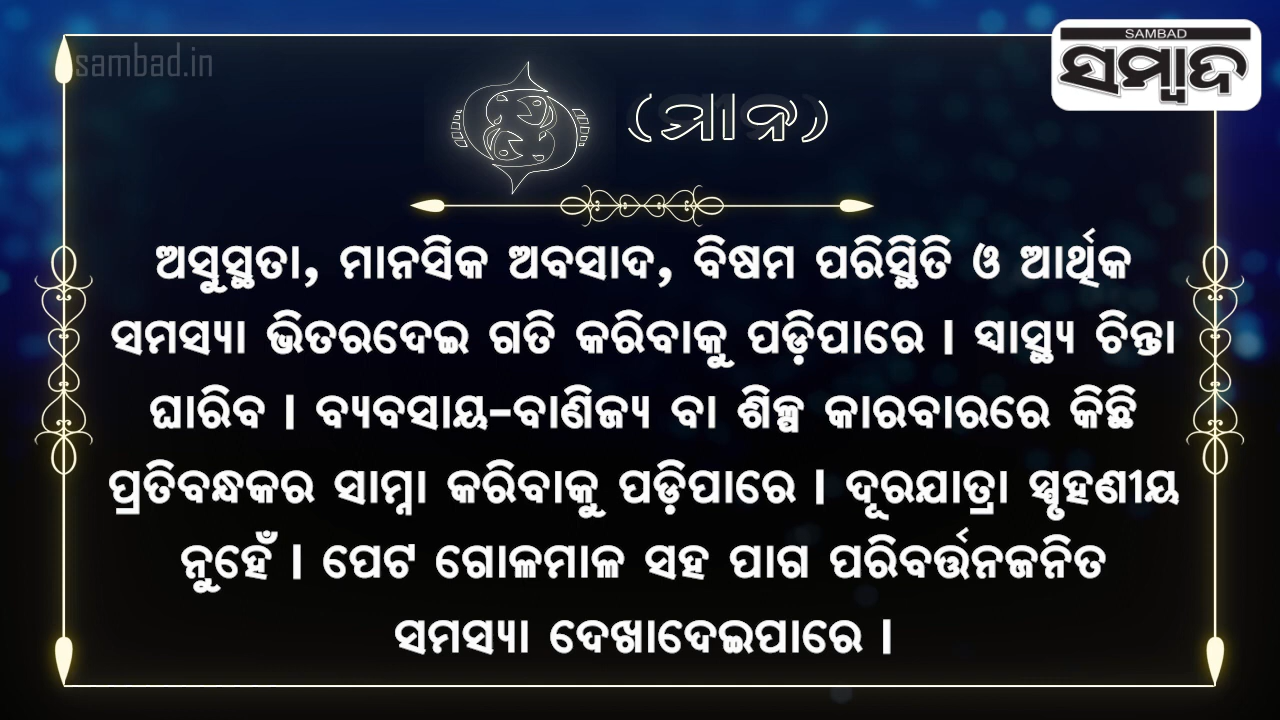 sambad.in
SAMBAD
ସମ୍ବାଦ
(ମୀନ)
ଅସୁସ୍ଥତା, ମାନସିକ ଅବସାଦ, ବିଷମ ପରିସ୍ଥିତି ଓ ଆର୍ଥିକ
ସମସ୍ୟା ଭିତରଦେଇ ଗତି କରିବାକୁ ପଡ଼ିପାରେ । ସ୍ୱାସ୍ଥ୍ୟ ଚିନ୍ତା
ଘାରିବ । ବ୍ୟବସାୟ-ବାଣିଜ୍ୟ ବା ଶିଳ୍ପ କାରବାରରେ କିଛି
ପ୍ରତିବନ୍ଧକର ସାମ୍ନା କରିବାକୁ ପଡ଼ିପାରେ । ଦୂରଯାତ୍ରା ସ୍ପୃହଣୀୟ
ନୁହେଁ । ପେଟ ଗୋଳମାଳ ସହ ପାଗ ପରିବର୍ତ୍ତନଜନିତ
ସମସ୍ୟା ଦେଖାଦେଇପାରେ ।